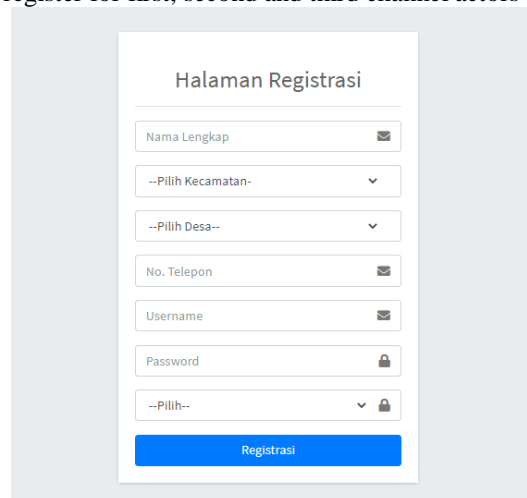 register for first, second and third channel actors
Halaman Registrasi
Nama Lengkap
--Pilih Kecamatan-
--Pilih Desa--
No. Telepon
Username
Password
--Pilih--
Registrasi